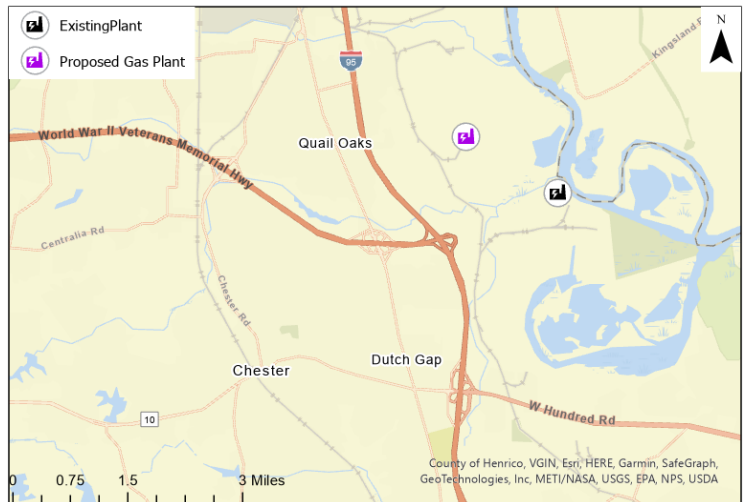 ExistingPlant
Proposed Gas Plant
N
95
Kingsland
Quail Oaks
World War II Veterans Memorial Hwy
Centralia Rd
Chester Rd
Dutch Gap
Chester
10
W Hundred Rd
0 0.75 1.5 3 Miles
County of Henrico, VGIN, Esri, HERE, Garmin, SafeGraph,
GeoTechnologies, Inc, METI/NASA, USGS, EPA, NPS, USDA